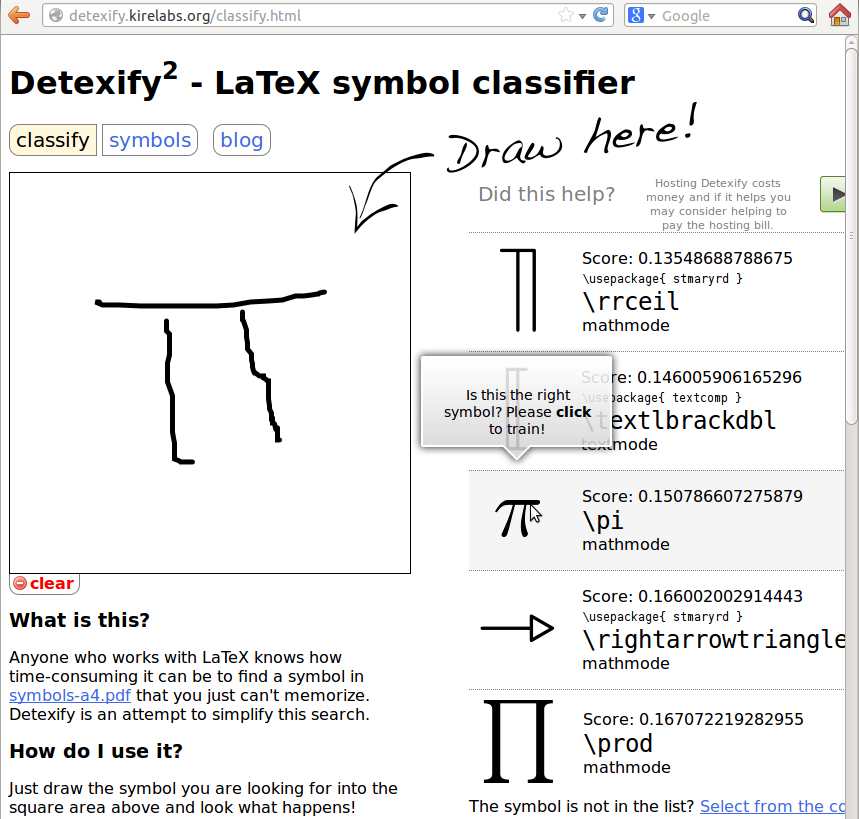 detexify.kirelabs.org/classify.html
Google
Detexify² - LaTeX symbol classifier
classify symbols blog
Draw here!
Did this help?
Hosting Detexify costs
money and if it helps you
may consider helping to
pay the hosting bill.
Score: 0.13548688788675
\usepackage{ stmaryrd }
\rrceil
mathmode
Is this the right
symbol? Please click
to train!
Score: 0.146005906165296
\usepackage{ textcomp }
\textlbrackdbl
textmode
π
Score: 0.150786607275879
\pi
mathmode
Score: 0.166002002914443
\usepackage{ stmaryrd }
\rightarrowtriangle
mathmode
∏
Score: 0.167072219282955
\prod
mathmode
The symbol is not in the list? Select from the co
clear
What is this?
Anyone who works with LaTeX knows how
time-consuming it can be to find a symbol in
symbols-a4.pdf that you just can't memorize.
Detexify is an attempt to simplify this search.
How do I use it?
Just draw the symbol you are looking for into the
square area above and look what happens!